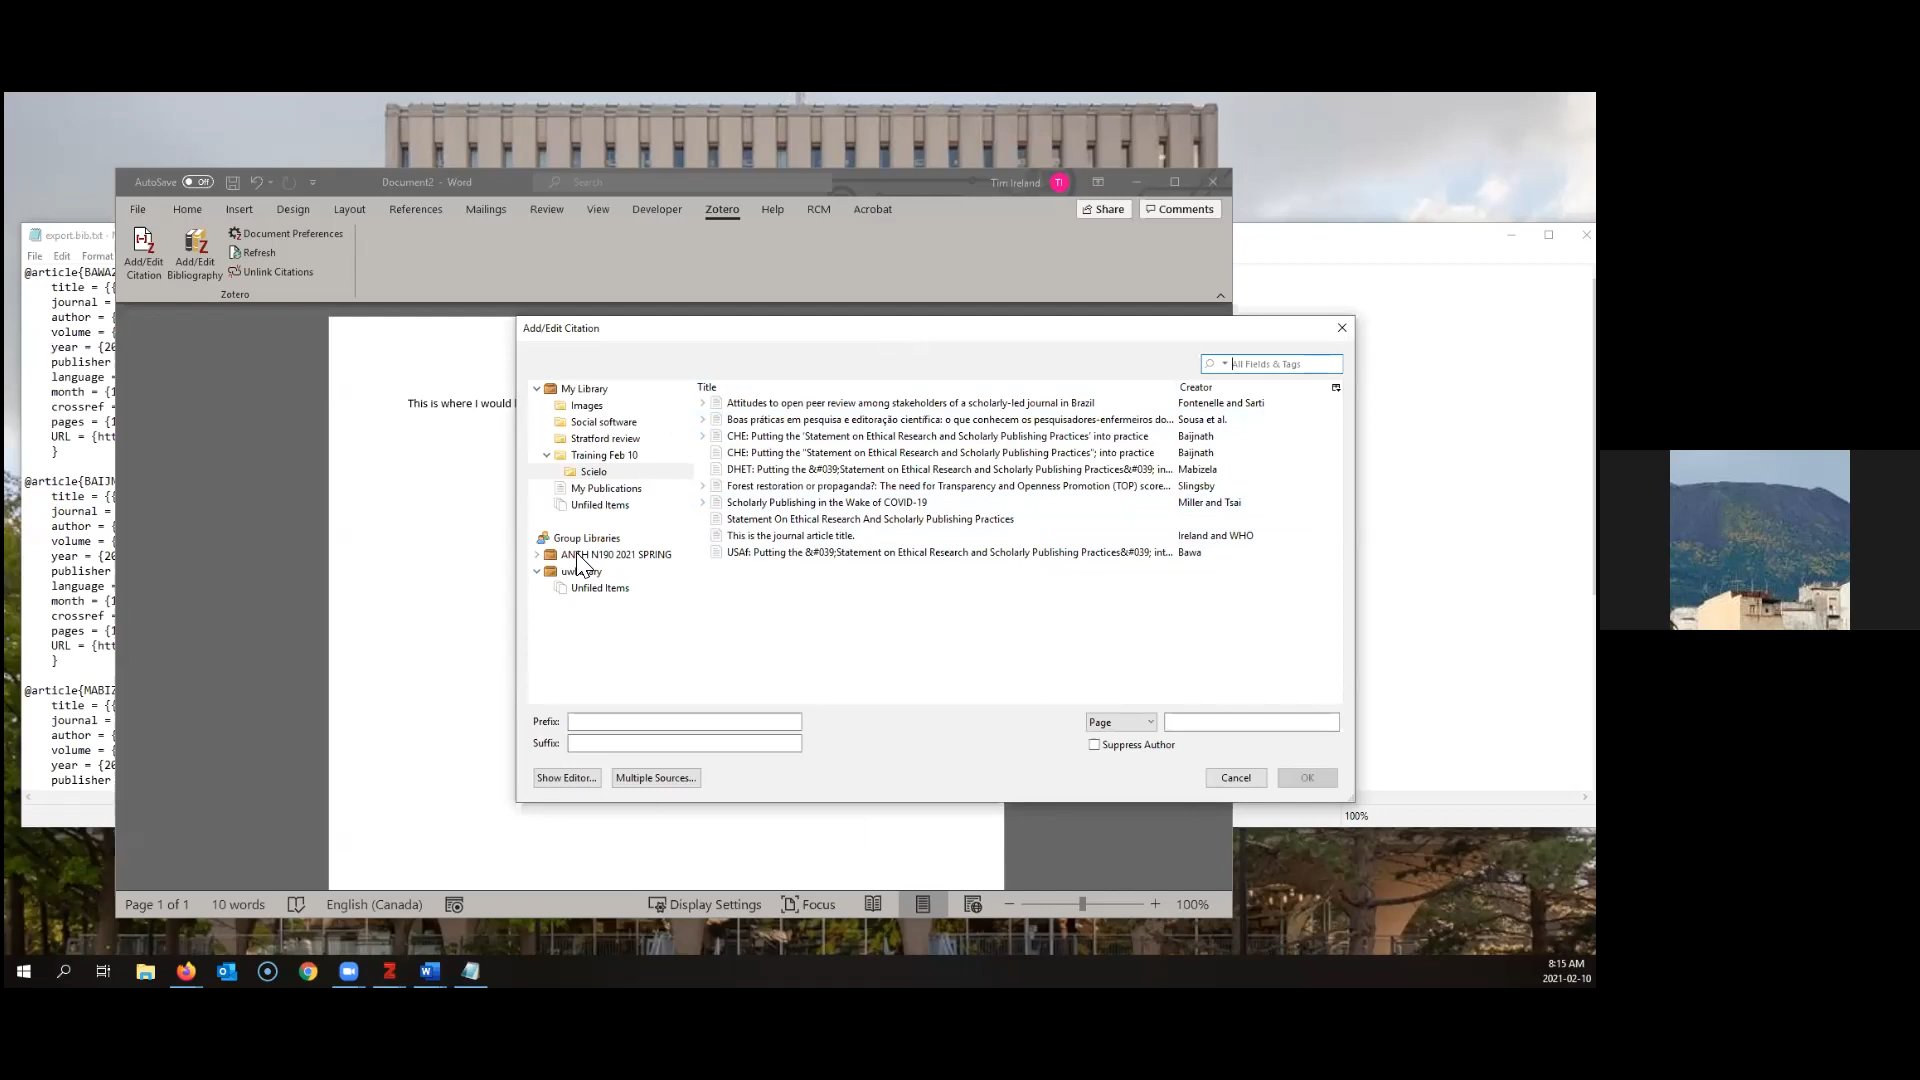 AutoSave Off
Document2 - Word
Search
Tim Ireland TI
File Home Insert Design Layout References Mailings Review View Developer Zotero Help RCM Acrobat
Share Comments
Add/Edit Citation
Add/Edit Bibliography
Document Preferences
Refresh
Unlink Citations
Zotero
export.bib.txt -
File Edit Format
@article{BAWA
title = {{
journal =
author = {
volume =
year = {20
publisher
language =
month = {1
crossref =
pages = {1
URL = {htt
}
@article{BAIJN
title = {{
journal =
author = {
volume =
year = {20
publisher
language =
month = {1
crossref =
pages = {1
URL = {htt
}
@article{MABIZ
title = {{
journal =
author = {
volume =
year = {20
publisher
This is where I would
Add/Edit Citation
All Fields & Tags
My Library
Images
Social software
Stratford review
Training Feb 10
Scielo
My Publications
Unfiled Items
Group Libraries
N190 2021 SPRING
Unfiled Items
Title Creator
Attitudes to open peer review among stakeholders of a scholarly-led journal in Brazil Fontenelle and Sarti
Boas práticas em pesquisa e editoração científica: o que conhecem os pesquisadores-enfermeiros do... Sousa et al.
CHE: Putting the 'Statement on Ethical Research and Scholarly Publishing Practices' into practice Baijnath
CHE: Putting the "Statement on Ethical Research and Scholarly Publishing Practices"; into practice Baijnath
DHET: Putting the &#039;Statement on Ethical Research and Scholarly Publishing Practices&#039; in... Mabizela
Forest restoration or propaganda?: The need for Transparency and Openness Promotion (TOP) score... Slingsby
Scholarly Publishing in the Wake of COVID-19 Miller and Tsai
Statement On Ethical Research And Scholarly Publishing Practices
This is the journal article title. Ireland and WHO
USAf: Putting the &#039;Statement on Ethical Research and Scholarly Publishing Practices&#039; int... Bawa
Prefix:
Suffix:
Page
Suppress Author
Show Editor... Multiple Sources... Cancel OK
100%
Page 1 of 1 10 words English (Canada) Display Settings Focus 100%
8:15 AM
2021-02-10